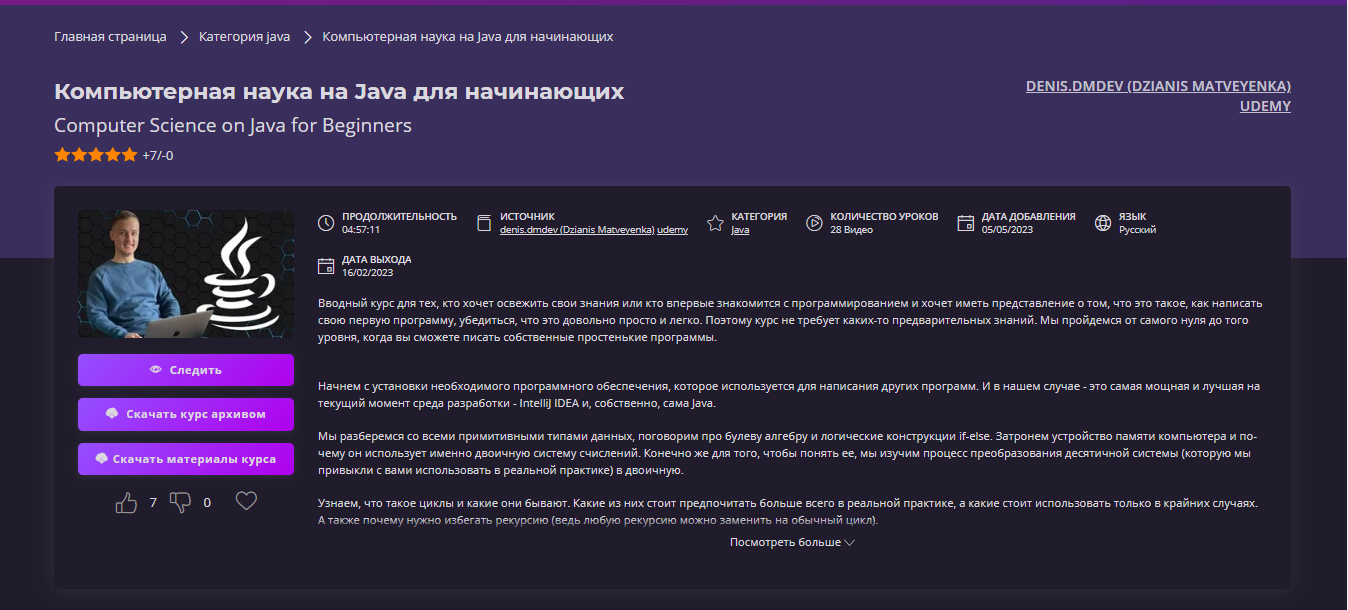 Главная страница
Категория java
Компьютерная наука на Java для начинающих
Компьютерная наука на Java для начинающих
DENIS.DMDEV (DZIANIS MATVEYENKA)
UDEMY
Computer Science on Java for Beginners
+7/-0
ПРОДОЛЖИТЕЛЬНОСТЬ
04:57:11
ИСТОЧНИК
denis.dmdev (Dzianis Matveyenka) udemy
КАТЕГОРИЯ
Java
КОЛИЧЕСТВО УРОКОВ
28 Видео
ДАТА ДОБАВЛЕНИЯ
05/05/2023
ЯЗЫК
Русский
ДАТА ВЫХОДА
16/02/2023
Вводный курс для тех, кто хочет освежить свои знания или кто впервые знакомится с программированием и хочет иметь представление о том, что это такое, как написать
свою первую программу, убедиться, что это довольно просто и легко. Поэтому курс не требует каких-то предварительных знаний. Мы пройдемся от самого нуля до того
уровня, когда вы сможете писать собственные простенькие программы.
Начнем с установки необходимого программного обеспечения, которое используется для написания других программ. И в нашем случае - это самая мощная и лучшая на
текущий момент среда разработки - IntelliJ IDEA и, собственно, сама Java.
Мы разберемся со всеми примитивными типами данных, поговорим про булеву алгебру и логические конструкции if-else. Затронем устройство памяти компьютера и по-
чему он использует именно двоичную систему счислений. Конечно же для того, чтобы понять ее, мы изучим процесс преобразования десятичной системы (которую мы
привыкли с вами использовать в реальной практике) в двоичную.
Узнаем, что такое циклы и какие они бывают. Какие из них стоит предпочитать больше всего в реальной практике, а какие стоит использовать только в крайних случаях.
А также почему нужно избегать рекурсию (ведь любую рекурсию можно заменить на обычный цикл).
Посмотреть больше
Следить
Скачать курс архивом
Скачать материалы курса
7
0